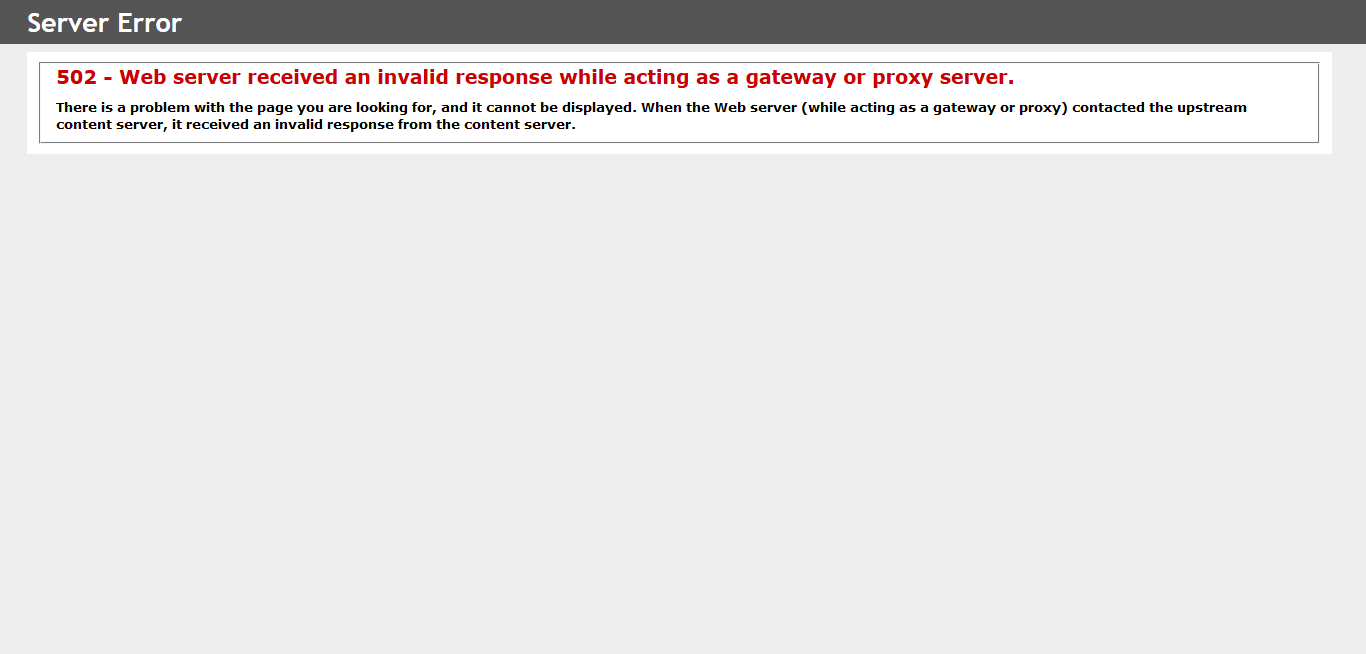 Server Error
502 - Web server received an invalid response while acting as a gateway or proxy server.
There is a problem with the page you are looking for, and it cannot be displayed. When the Web server (while acting as a gateway or proxy) contacted the upstream
content server, it received an invalid response from the content server.